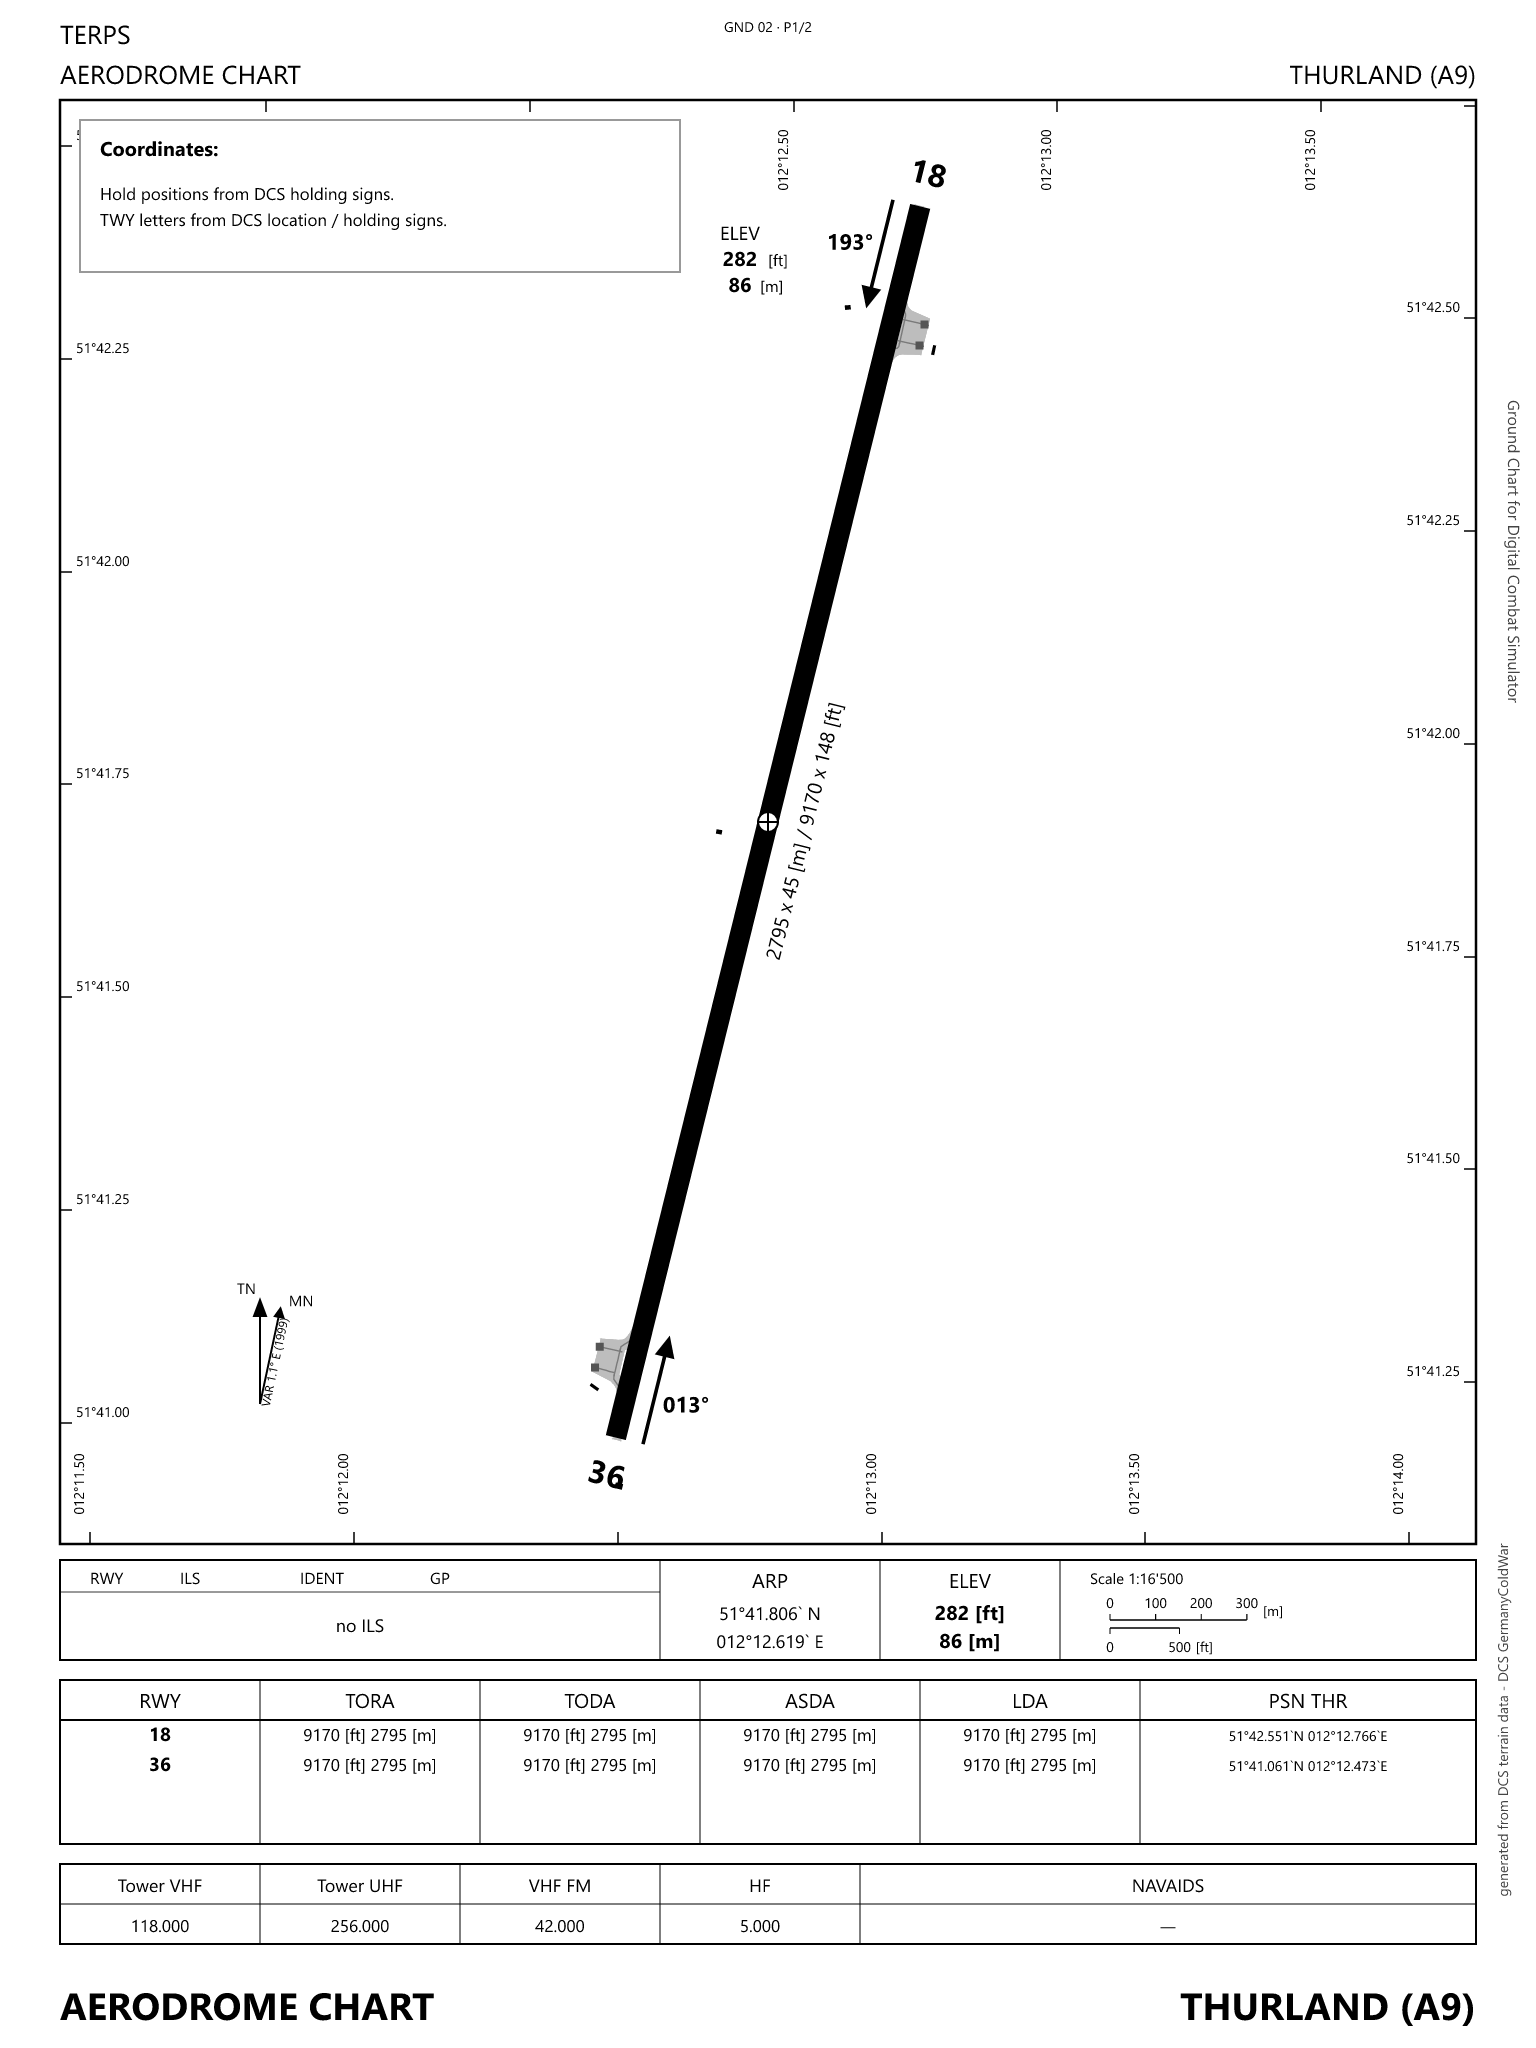 GND 02 · P1/2
TERPS
AERODROME CHART
THURLAND (A9)
Coordinates:
Hold positions from DCS holding signs.
TWY letters from DCS location / holding signs.
012°12.50
012°13.00
012°13.50
18
ELEV
282 [ft]
86 [m]
193°
51°42.50
51°42.25
51°42.25
51°42.00
51°42.00
51°41.75
51°41.75
51°41.50
51°41.50
51°41.25
51°41.25
51°41.00
2795 x 45 [m] / 9170 x 148 [ft]
TN
MN
VAR 1.1° E (1999)
013°
36
012°11.50
012°12.00
012°13.00
012°13.50
012°14.00
Ground Chart for Digital Combat Simulator
RWY ILS IDENT GP
no ILS
ARP
51°41.806` N
012°12.619` E
ELEV
282 [ft]
86 [m]
Scale 1:16'500
0 100 200 300 [m]
0 500 [ft]
RWY TORA TODA ASDA LDA PSN THR
18 9170 [ft] 2795 [m] 9170 [ft] 2795 [m] 9170 [ft] 2795 [m] 9170 [ft] 2795 [m] 51°42.551`N 012°12.766`E
36 9170 [ft] 2795 [m] 9170 [ft] 2795 [m] 9170 [ft] 2795 [m] 9170 [ft] 2795 [m] 51°41.061`N 012°12.473`E
Tower VHF Tower UHF VHF FM HF NAVAIDS
118.000 256.000 42.000 5.000 —
generated from DCS terrain data - DCS GermanyColdWar
AERODROME CHART
THURLAND (A9)